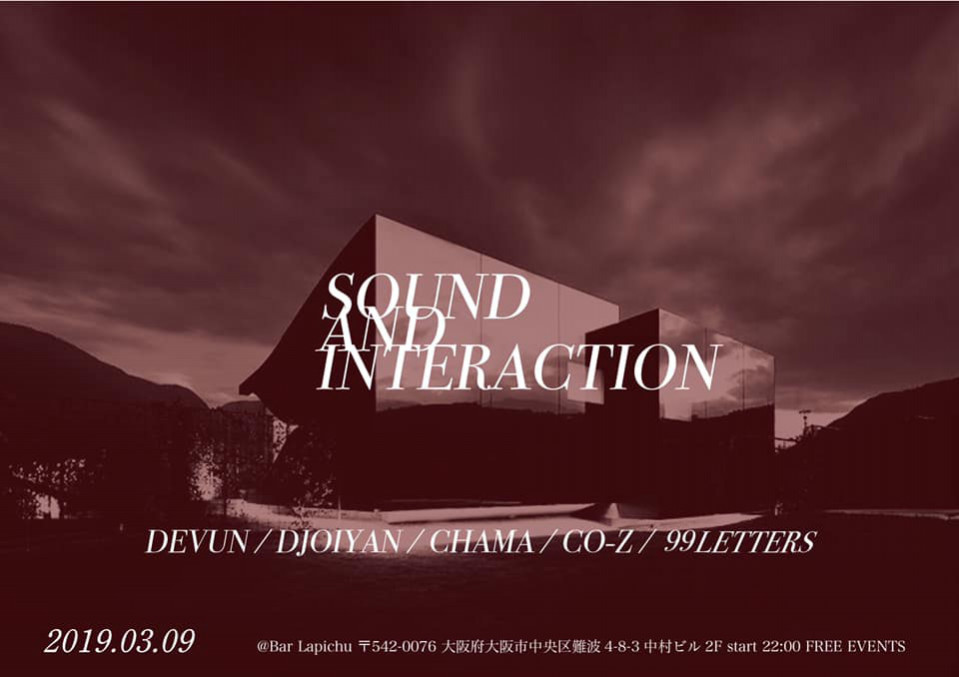 SOUND
AND
INTERACTION
DEVUN / DJOIYAN / CHAMA / CO-Z / 99LETTERS
2019.03.09
@Bar Lapichu 〒542-0076 大阪府大阪市中央区難波 4-8-3 中村ビル 2F start 22:00 FREE EVENTS